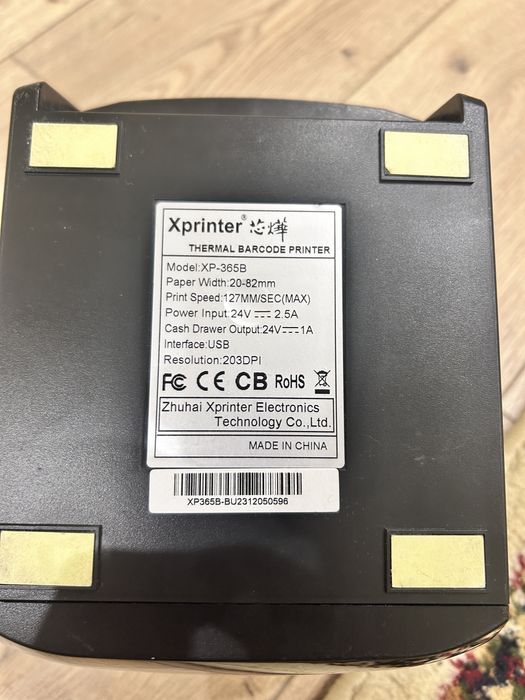 Xprinter® 芯烨
THERMAL BARCODE PRINTER
Model:XP-365B
Paper Width:20-82mm
Print Speed:127MM/SEC(MAX)
Power Input:24V ⎓ 2.5A
Cash Drawer Output:24V⎓1A
Interface:USB
Resolution:203DPI
FC CE CB RoHS
Zhuhai Xprinter Electronics
Technology Co.,Ltd.
MADE IN CHINA
XP365B-BU2312050596